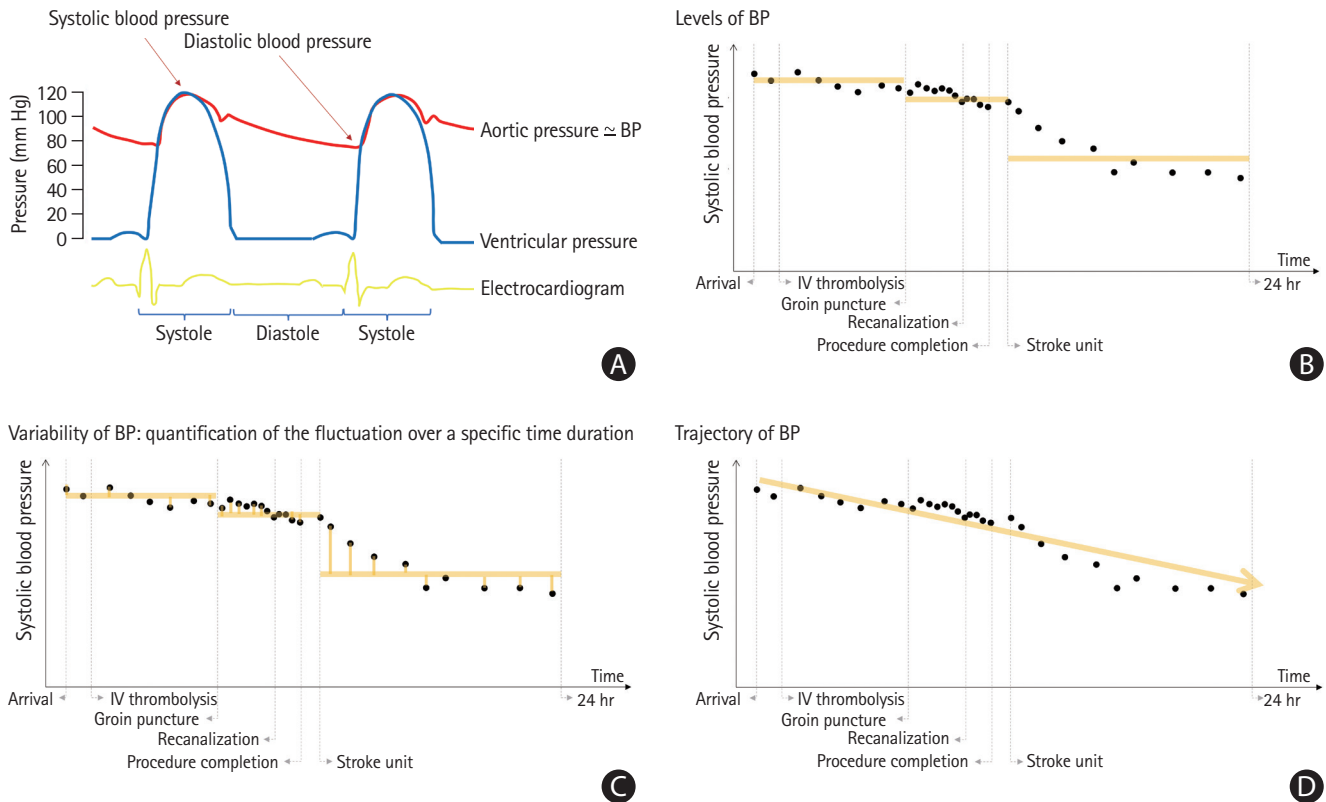 Systolic blood pressure
Diastolic blood pressure
Pressure (mm Hg)
120
100
80
60
40
20
0
Aortic pressure ≃ BP
Ventricular pressure
Electrocardiogram
Systole
Diastole
Systole
A
Levels of BP
Systolic blood pressure
Time
Arrival
IV thrombolysis
24 hr
Groin puncture
Recanalization
Procedure completion
Stroke unit
B
Variability of BP: quantification of the fluctuation over a specific time duration
Systolic blood pressure
Time
Arrival
IV thrombolysis
24 hr
Groin puncture
Recanalization
Procedure completion
Stroke unit
C
Trajectory of BP
Systolic blood pressure
Time
Arrival
IV thrombolysis
24 hr
Groin puncture
Recanalization
Procedure completion
Stroke unit
D